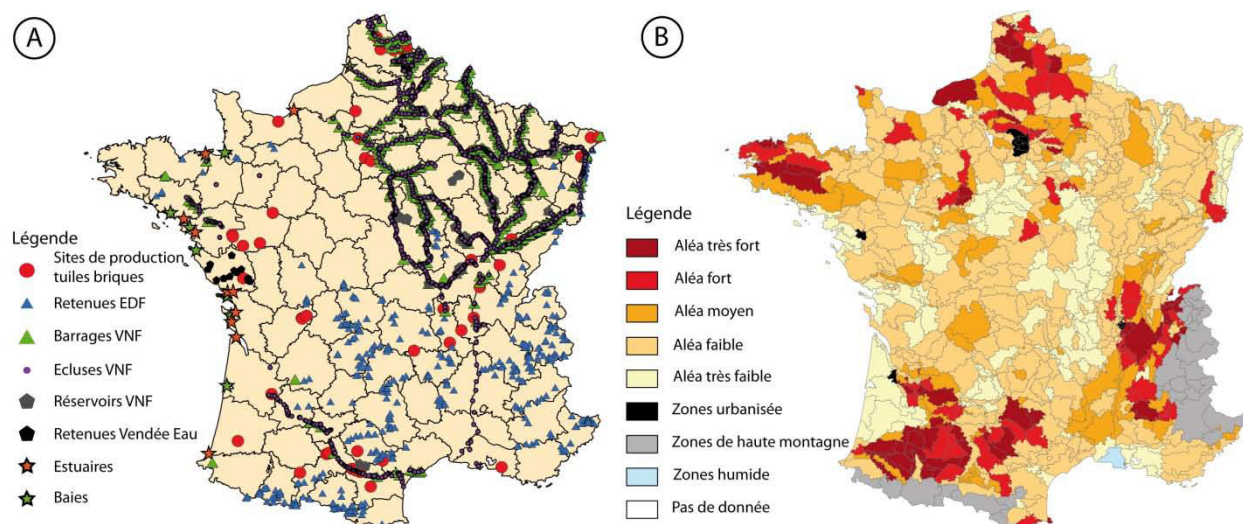 A
Légende
Sites de production
tuiles briques
Retenues EDF
Barrages VNF
Ecluses VNF
Réservoirs VNF
Retenues Vendée Eau
Estuaires
Baies
B
Légende
Aléa très fort
Aléa fort
Aléa moyen
Aléa faible
Aléa très faible
Zones urbanisée
Zones de haute montagne
Zones humide
Pas de donnée